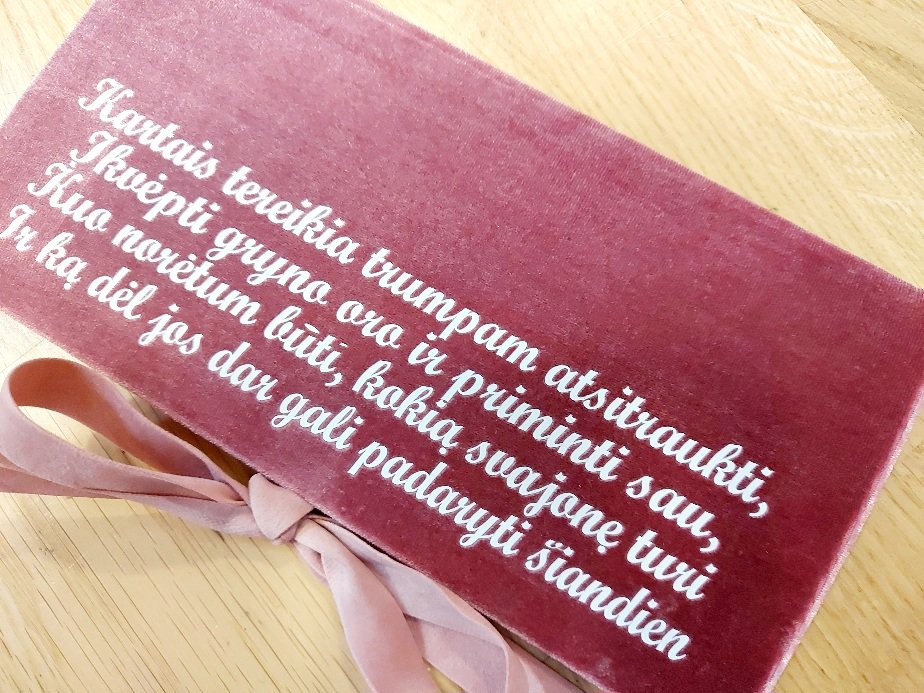 Kartais tereikia trumpam atsitraukti,
Įkvėpti gryno oro ir priminti sau,
Kuo norėtum būti, kokią svajonę turi
Ir ką dėl jos dar gali padaryti šiandien